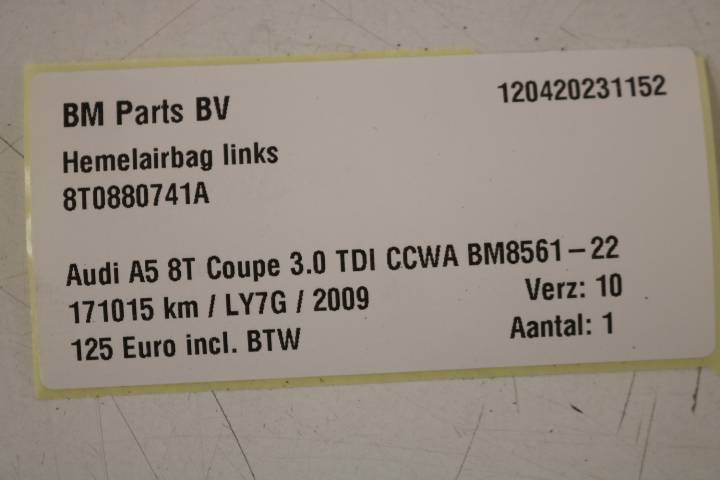 BM Parts BV
120420231152
Hemelairbag links
8T0880741A
Audi A5 8T Coupe 3.0 TDI CCWA BM8561-22
171015 km / LY7G / 2009
Verz: 10
125 Euro incl. BTW
Aantal: 1